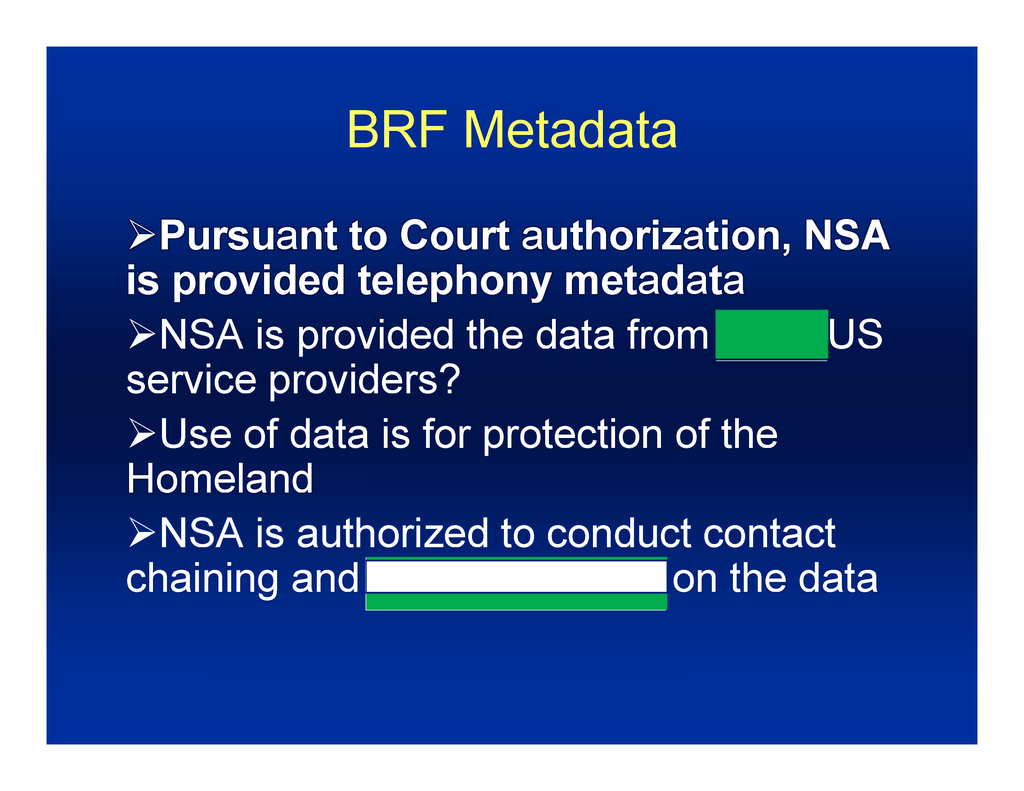 BRF Metadata
➢Pursuant to Court authorization, NSA
is provided telephony metadata
➢NSA is provided the data from US
service providers?
➢Use of data is for protection of the
Homeland
➢NSA is authorized to conduct contact
chaining and on the data